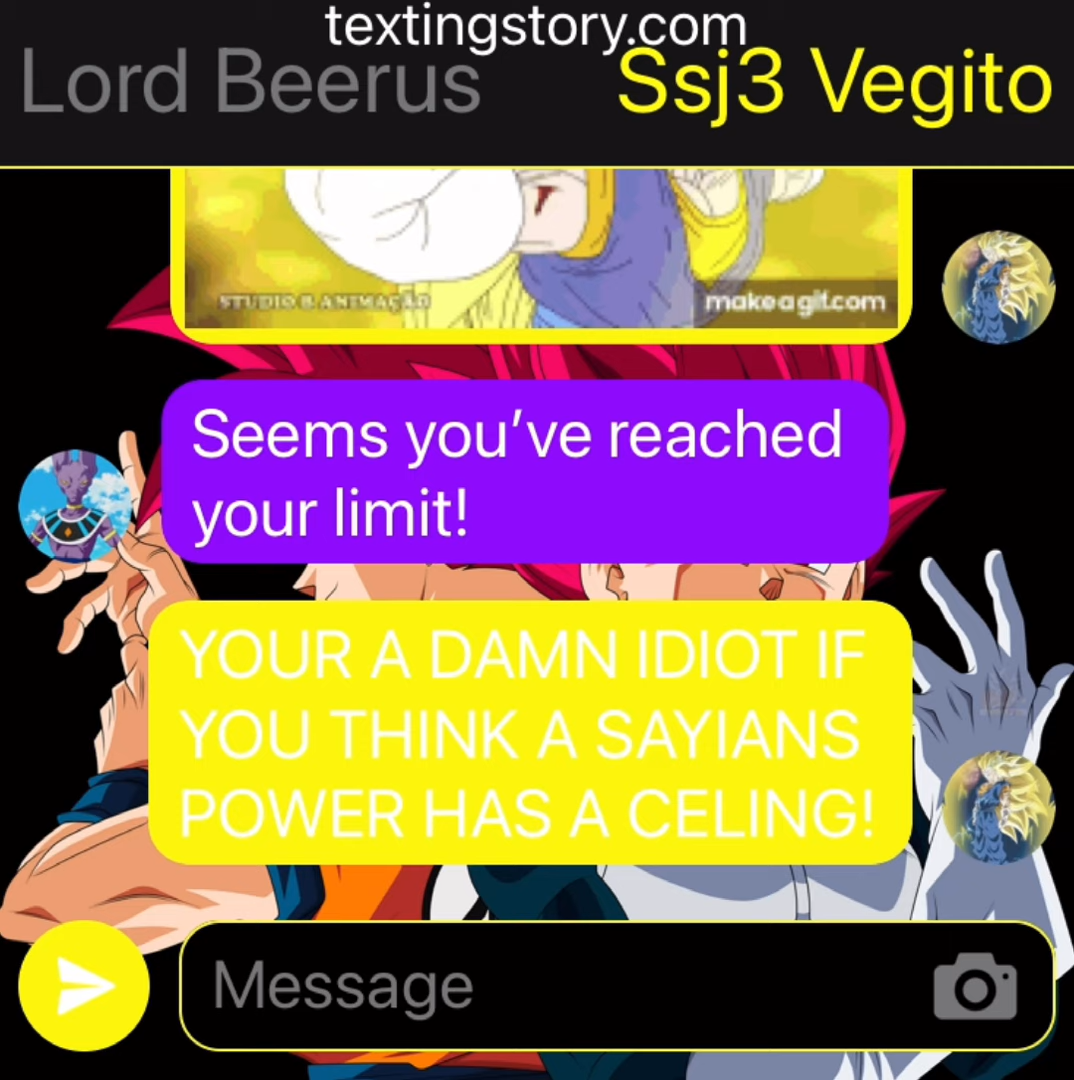 textingstory.com
Lord Beerus
Ssj3 Vegito
STUDIO B ANIMAÇÃO
makeagif.com
Seems you’ve reached
your limit!
YOUR A DAMN IDIOT IF
YOU THINK A SAYIANS
POWER HAS A CELING!
Message